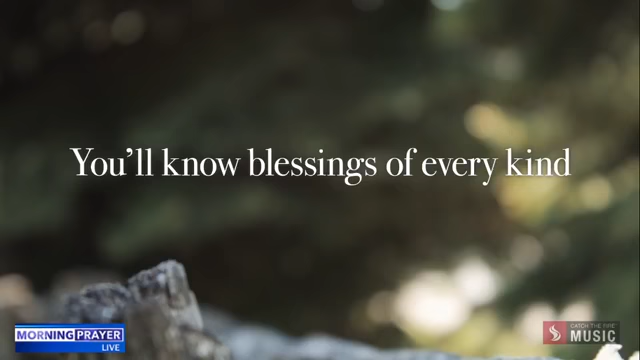 You'll know blessings of every kind
MORNING PRAYER
LIVE
CATCH THE FIRE
MUSIC